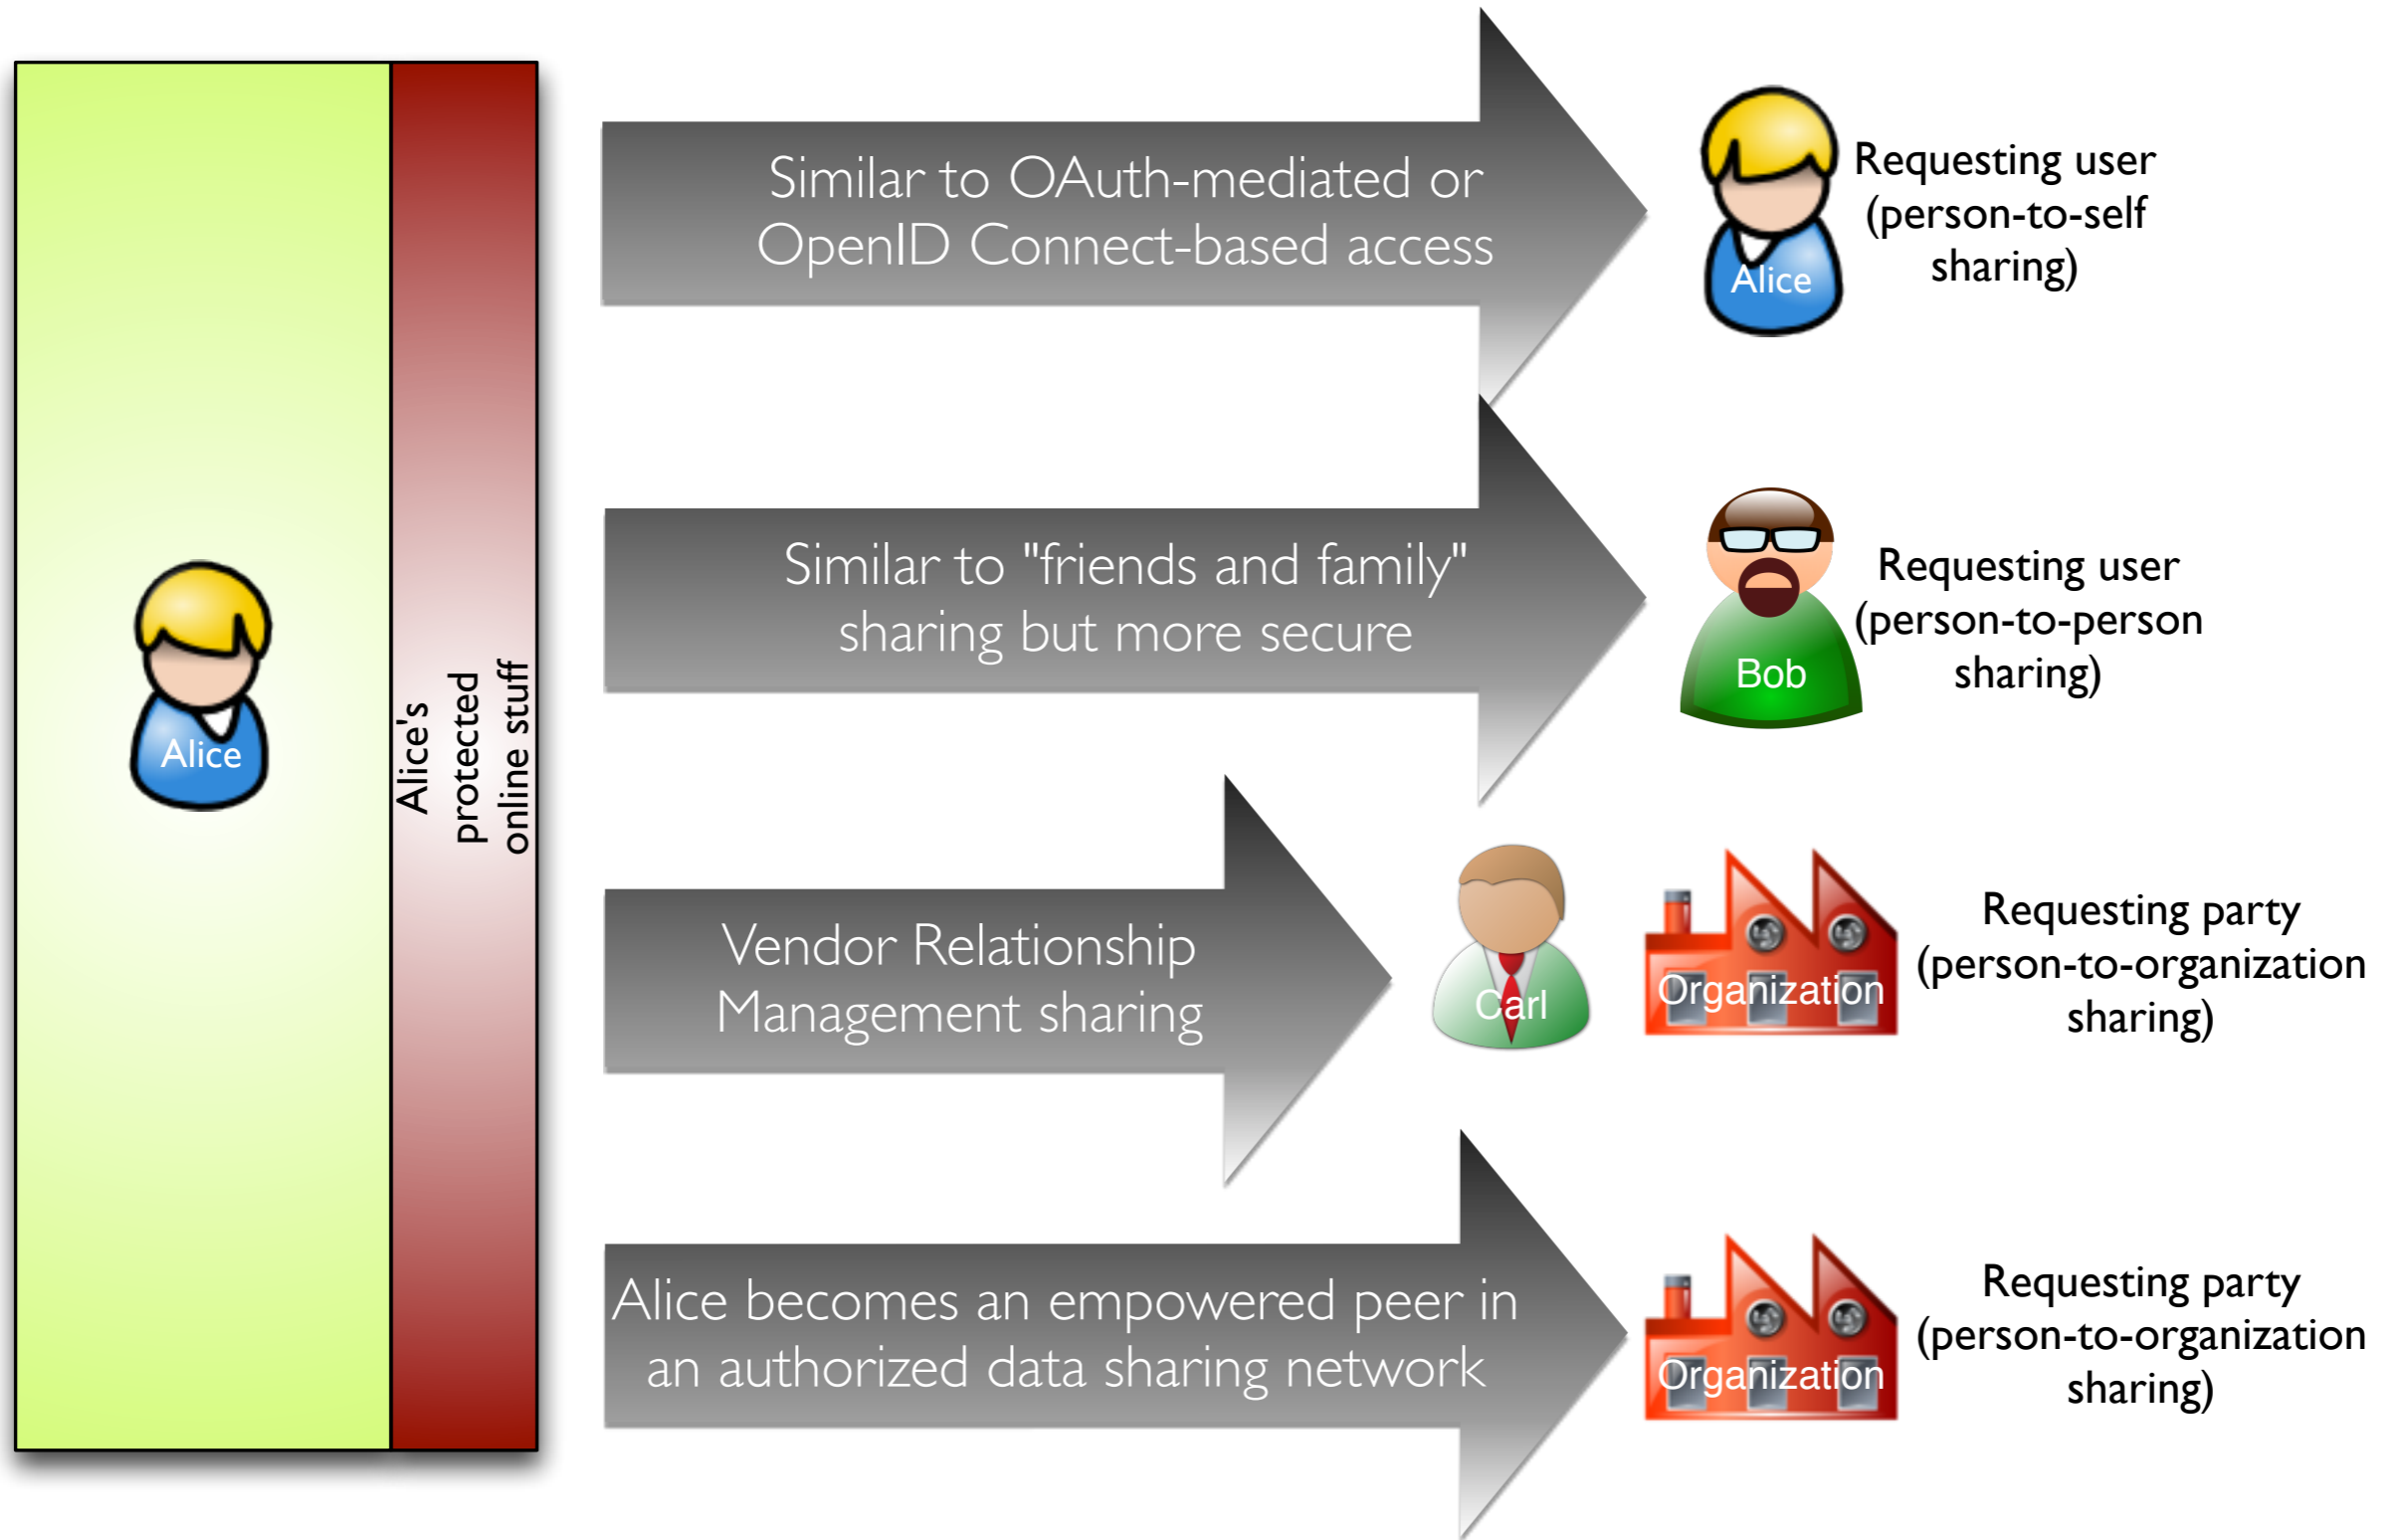 Alice
Alice's
protected
online stuff
Similar to OAuth-mediated or
OpenID Connect-based access
Alice
Requesting user
(person-to-self
sharing)
Similar to "friends and family"
sharing but more secure
Bob
Requesting user
(person-to-person
sharing)
Vendor Relationship
Management sharing
Carl
Organization
Requesting party
(person-to-organization
sharing)
Alice becomes an empowered peer in
an authorized data sharing network
Organization
Requesting party
(person-to-organization
sharing)